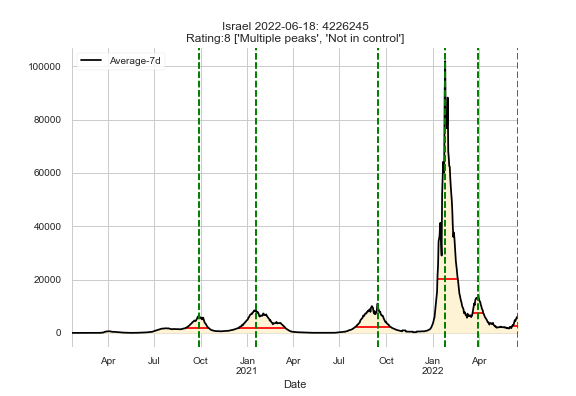 Israel 2022-06-18: 4226245
Rating:8 ['Multiple peaks', 'Not in control']
Average-7d
100000
80000
60000
40000
20000
0
Apr Jul Oct Jan Apr Jul Oct Jan Apr
2021 2022
Date